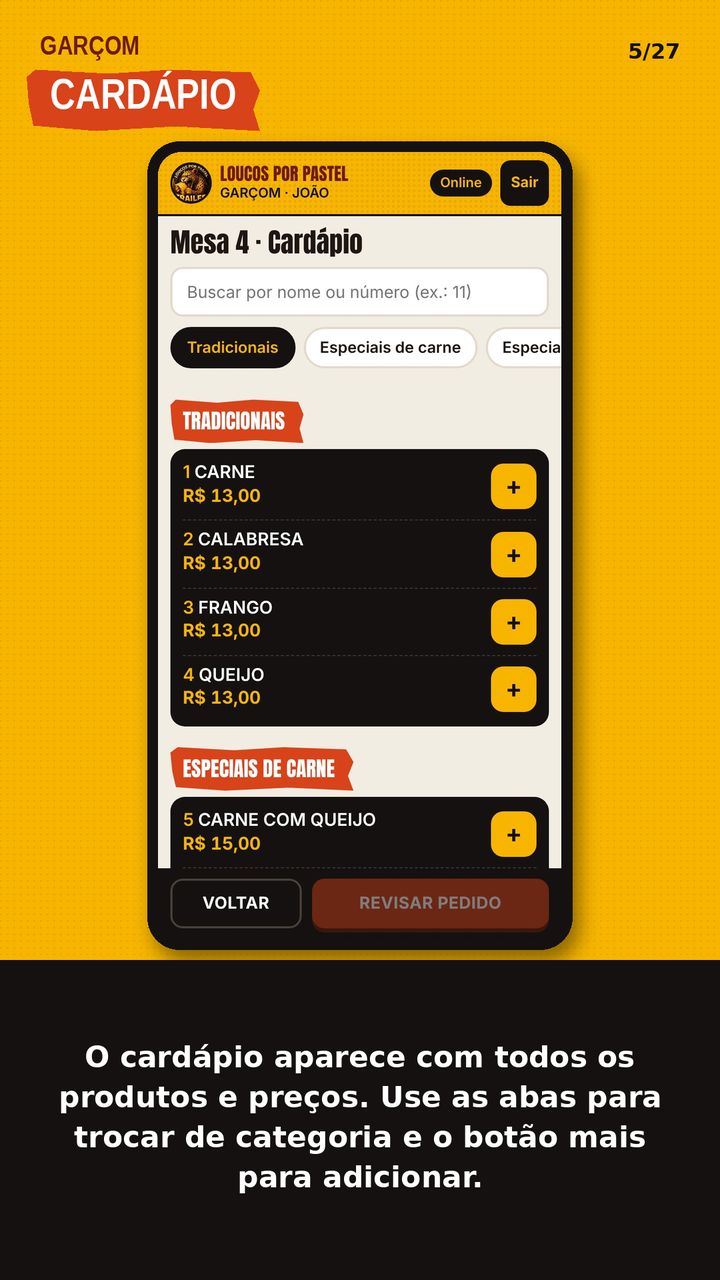 GARÇOM
5/27
CARDÁPIO
LOUCOS POR PASTEL
GARÇOM · JOÃO
Online
Sair
Mesa 4 · Cardápio
Buscar por nome ou número (ex.: 11)
Tradicionais
Especiais de carne
Especia
TRADICIONAIS
1 CARNE
R$ 13,00
+
2 CALABRESA
R$ 13,00
+
3 FRANGO
R$ 13,00
+
4 QUEIJO
R$ 13,00
+
ESPECIAIS DE CARNE
5 CARNE COM QUEIJO
R$ 15,00
+
VOLTAR
REVISAR PEDIDO
O cardápio aparece com todos os
produtos e preços. Use as abas para
trocar de categoria e o botão mais
para adicionar.